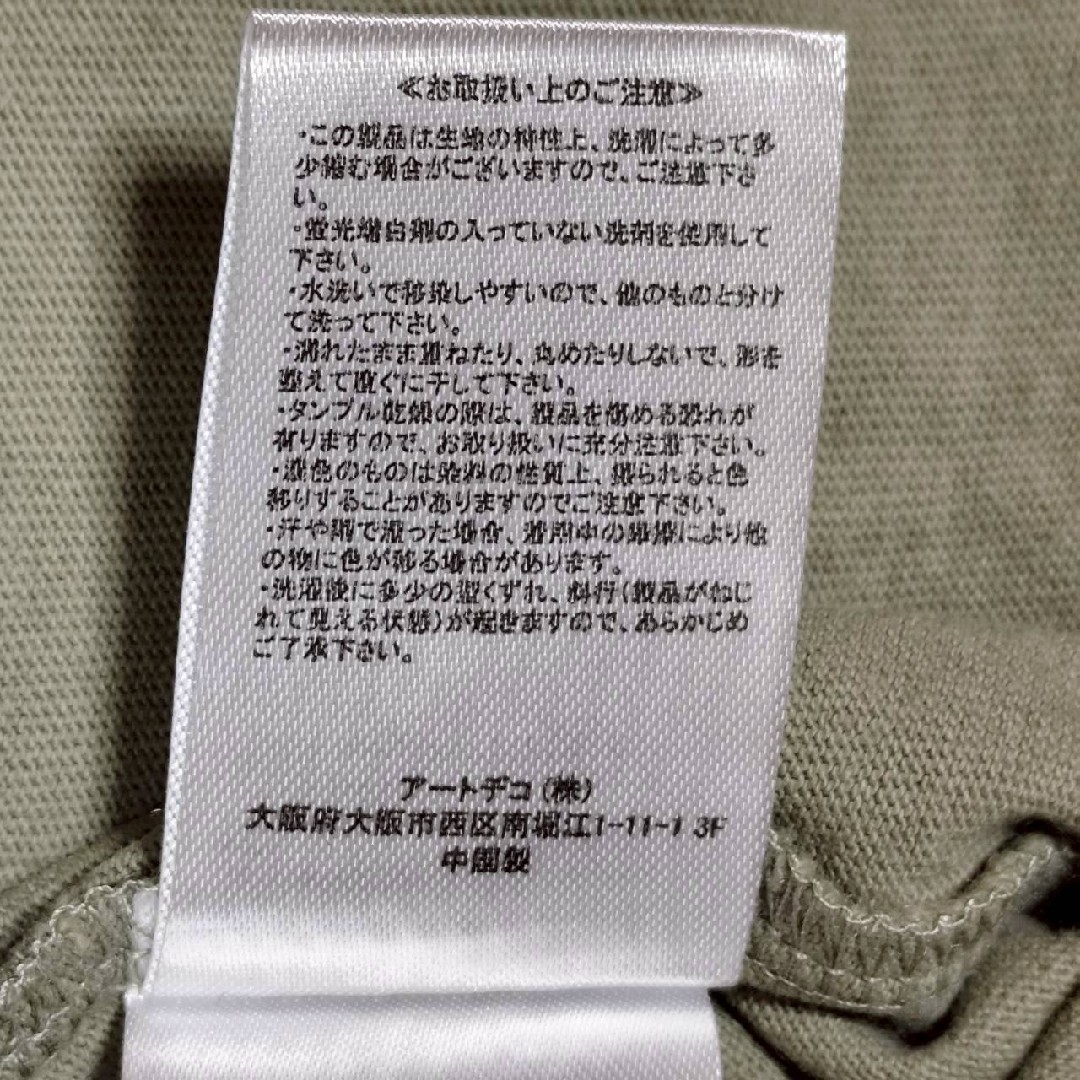 ≪お取扱い上のご注意≫
・この製品は生地の特性上、洗濯によって多
少縮む場合がございますので、ご注意下さ
い。
・蛍光増白剤の入っていない洗剤を使用して
下さい。
・水洗いで移染しやすいので、他のものと分け
て洗って下さい。
・濡れたまま重ねたり、丸めたりしないで、形を
整えて直ぐに干して下さい。
・タンブル乾燥の際は、製品を傷める恐れが
有りますので、お取り扱いに充分注意下さい。
・濃色のものは染料の性質上、擦られると色
移りすることがありますのでご注意下さい。
・汗や雨で湿った場合、着用中の摩擦により他
の物に色が移る場合があります。
・洗濯後に多少の型くずれ、斜行(製品がねじ
れて見える状態)が起きますので、あらかじめ
ご了承下さい。
アートデコ(株)
大阪府大阪市西区南堀江1-11-1 3F
中国製